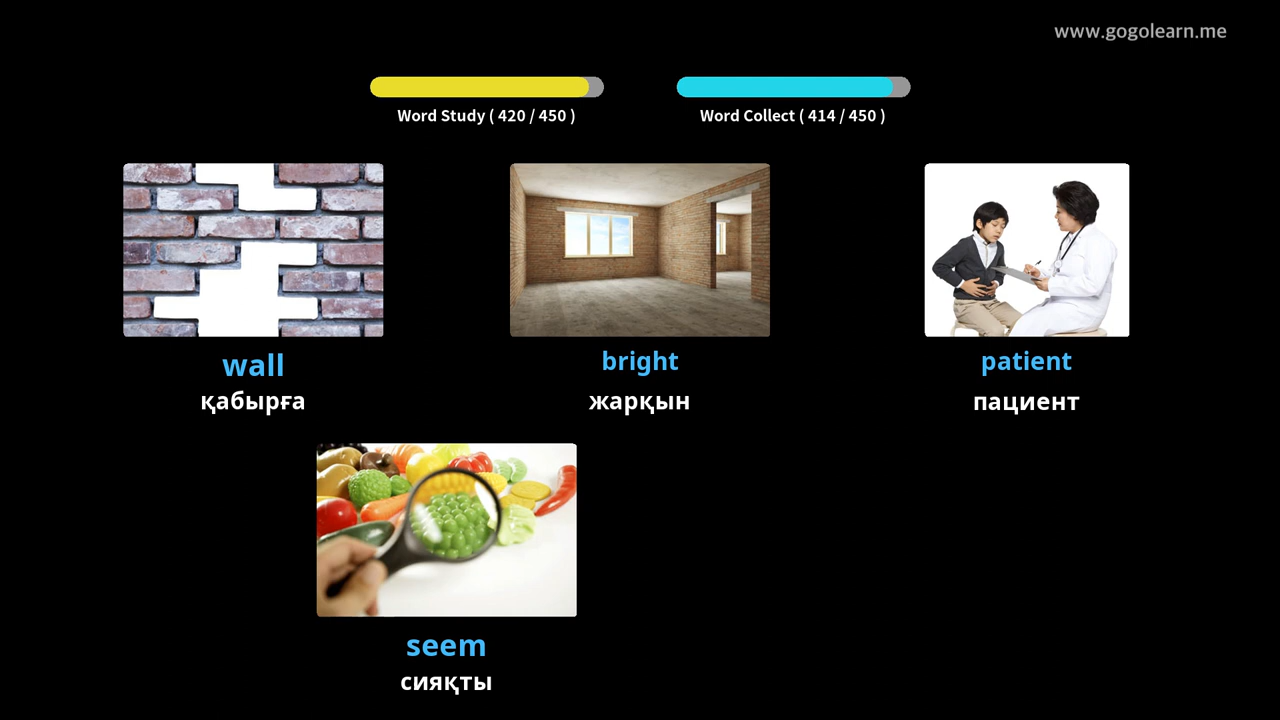 www.gogolearn.me
Word Study ( 420 / 450 )
Word Collect ( 414 / 450 )
wall
қабырға
bright
жарқын
patient
пациент
seem
сияқты